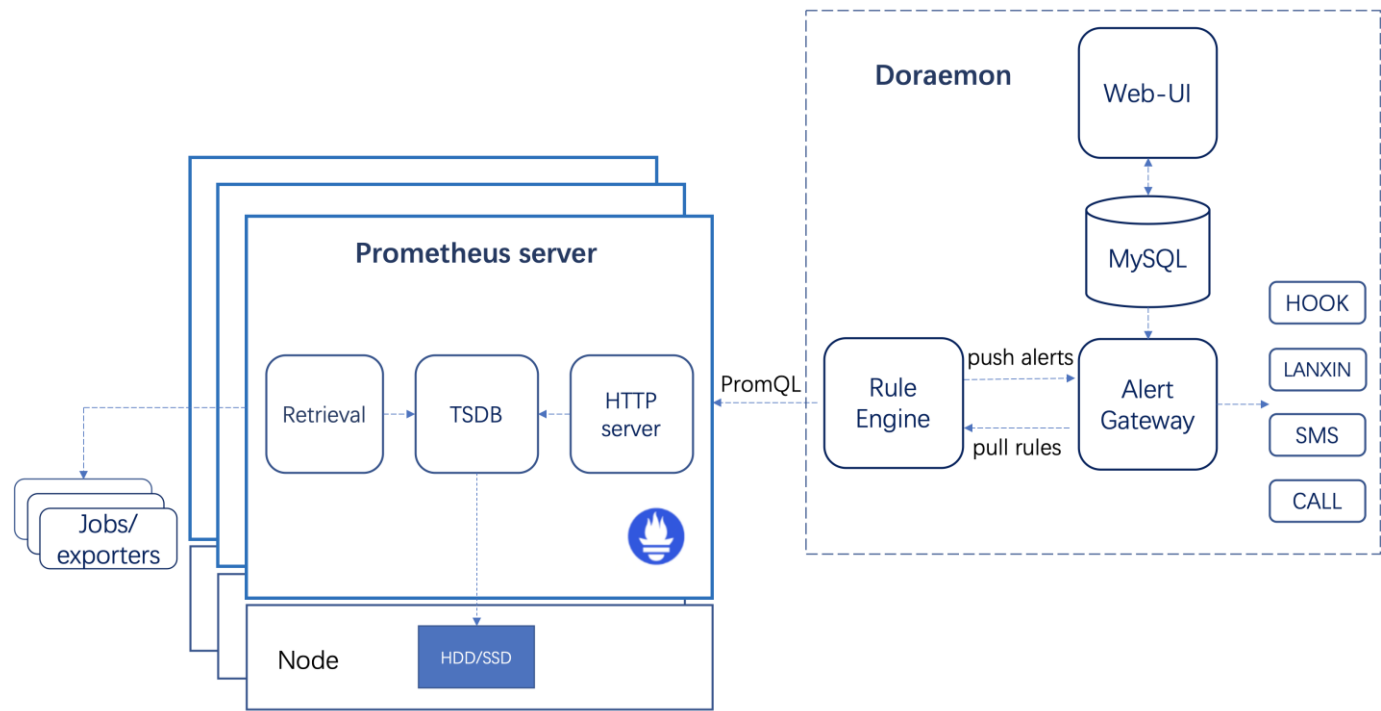 Doraemon
Web-UI
MySQL
Prometheus server
HOOK
LANXIN
SMS
CALL
Rule
Engine
push alerts
pull rules
Alert
Gateway
PromQL
Retrieval
TSDB
HTTP
server
Jobs/
exporters
Node
HDD/SSD